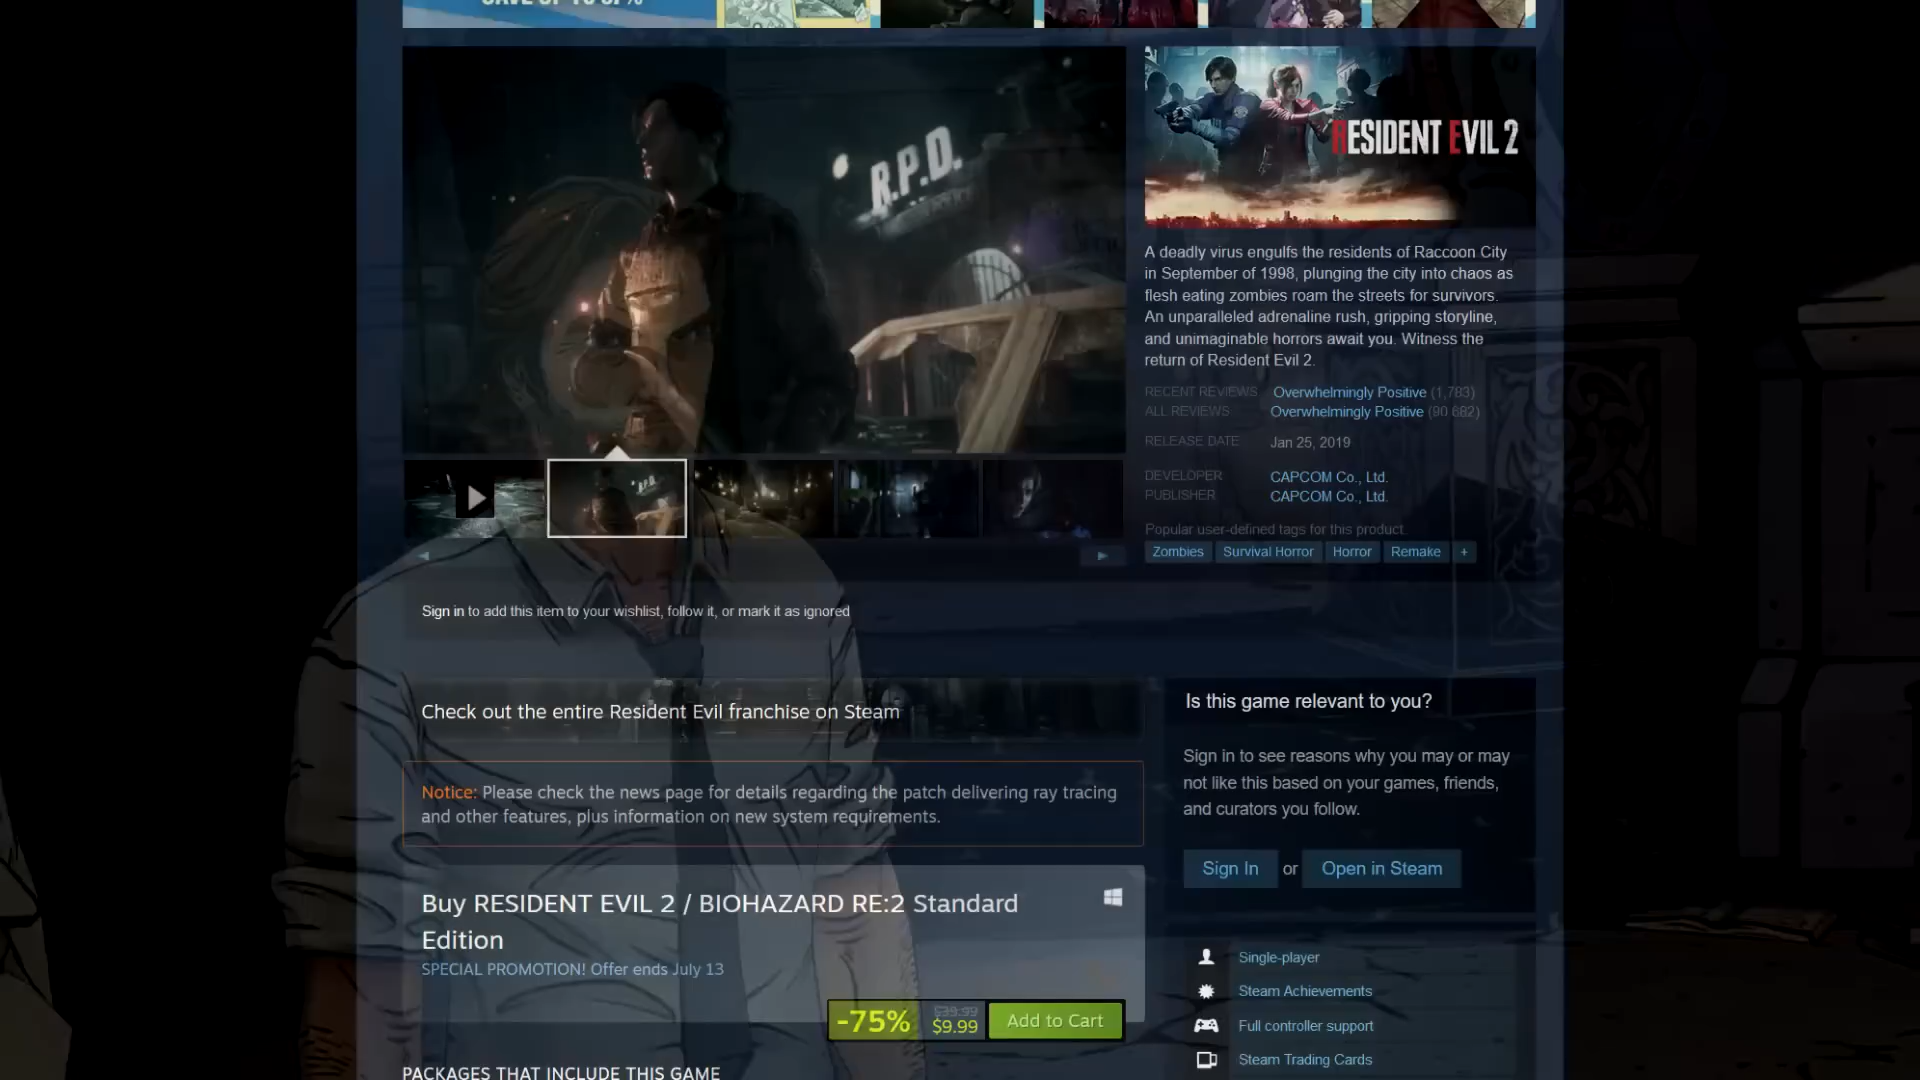 SAVE UP TO 87%
R.P.D.
RESIDENT EVIL 2
A deadly virus engulfs the residents of Raccoon City
in September of 1998, plunging the city into chaos as
flesh eating zombies roam the streets for survivors.
An unparalleled adrenaline rush, gripping storyline,
and unimaginable horrors await you. Witness the
return of Resident Evil 2.
RECENT REVIEWS Overwhelmingly Positive (1,783)
ALL REVIEWS Overwhelmingly Positive (90,682)
RELEASE DATE Jan 25, 2019
DEVELOPER CAPCOM Co., Ltd.
PUBLISHER CAPCOM Co., Ltd.
Popular user-defined tags for this product:
Zombies Survival Horror Horror Remake +
Sign in to add this item to your wishlist, follow it, or mark it as ignored
Check out the entire Resident Evil franchise on Steam
Notice: Please check the news page for details regarding the patch delivering ray tracing
and other features, plus information on new system requirements.
Buy RESIDENT EVIL 2 / BIOHAZARD RE:2 Standard
Edition
SPECIAL PROMOTION! Offer ends July 13
-75% $39.99 $9.99 Add to Cart
PACKAGES THAT INCLUDE THIS GAME
Is this game relevant to you?
Sign in to see reasons why you may or may
not like this based on your games, friends,
and curators you follow.
Sign In or Open in Steam
Single-player
Steam Achievements
Full controller support
Steam Trading Cards